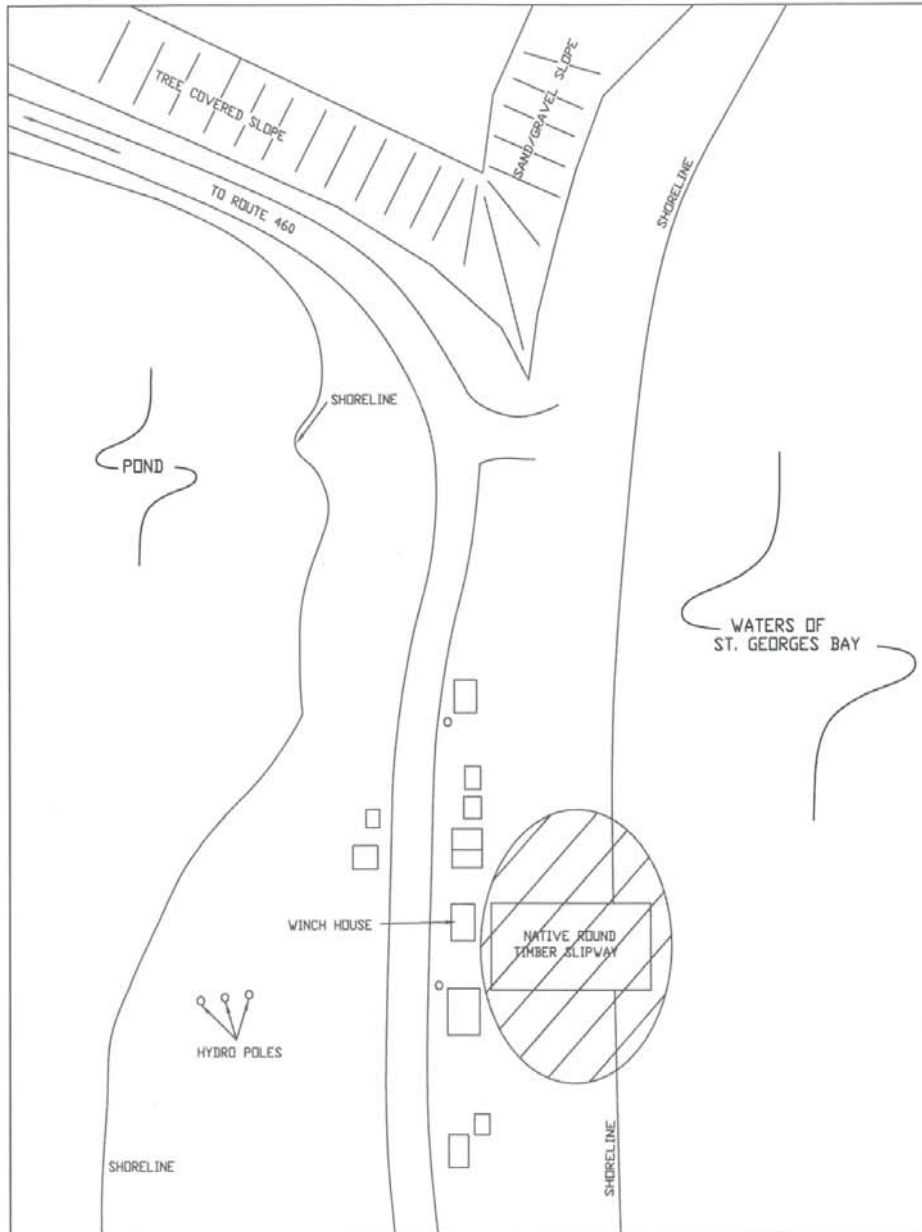 TREE COVERED SLOPE
SAND/GRAVEL SLOPE
TO ROUTE 460
SHORELINE
SHORELINE
POND
WATERS OF
ST. GEORGES BAY
WINCH HOUSE
NATIVE ROUND
TIMBER SLIPWAY
HYDRO POLES
SHORELINE
SHORELINE